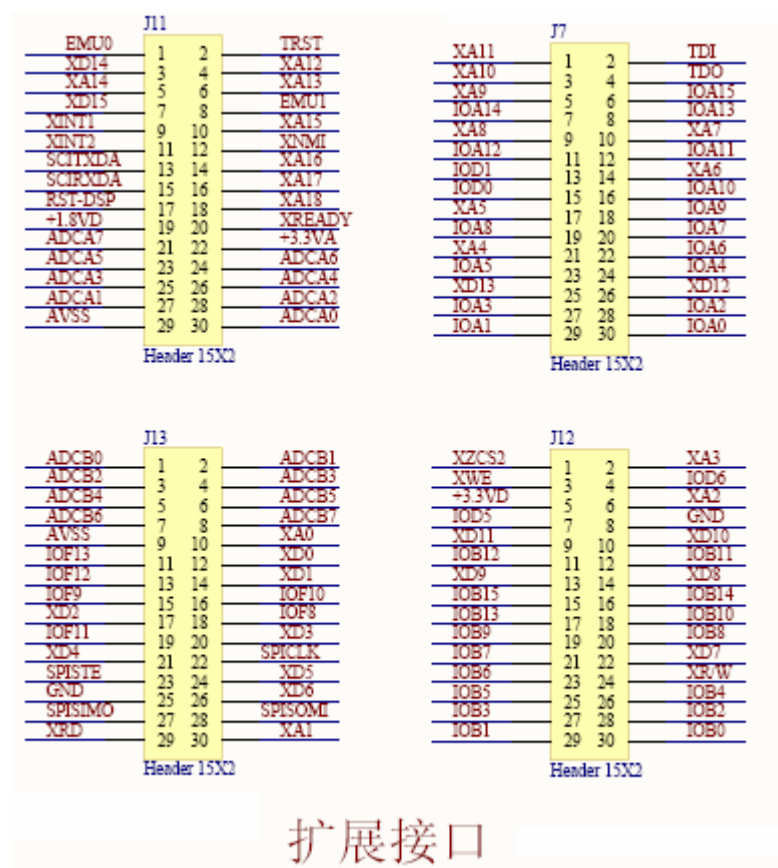 J11
EMU0 1 2 TRST
XD14 3 4 XA12
XA14 5 6 XA13
XD15 7 8 EMU1
XINT1 9 10 XA15
XINT2 11 12 XNMI
SCITXDA 13 14 XA16
SCIRXDA 15 16 XA17
RST-DSP 17 18 XA18
+1.8VD 19 20 XREADY
ADCA7 21 22 +3.3VA
ADCA5 23 24 ADCA6
ADCA3 25 26 ADCA4
ADCA1 27 28 ADCA2
AVSS 29 30 ADCA0
Header 15X2
J7
XA11 1 2 TDI
XA10 3 4 TDO
XA9 5 6 IOA15
IOA14 7 8 IOA13
XA8 9 10 XA7
IOA12 11 12 IOA11
IOD1 13 14 XA6
IOD0 15 16 IOA10
XA5 17 18 IOA9
IOA8 19 20 IOA7
XA4 21 22 IOA6
IOA5 23 24 IOA4
XD13 25 26 XD12
IOA3 27 28 IOA2
IOA1 29 30 IOA0
Header 15X2
J13
ADCB0 1 2 ADCB1
ADCB2 3 4 ADCB3
ADCB4 5 6 ADCB5
ADCB6 7 8 ADCB7
AVSS 9 10 XA0
IOF13 11 12 XD0
IOF12 13 14 XD1
IOF9 15 16 IOF10
XD2 17 18 IOF8
IOF11 19 20 XD3
XD4 21 22 SPICLK
SPISTE 23 24 XD5
GND 25 26 XD6
SPISIMO 27 28 SPISOMI
XRD 29 30 XA1
Header 15X2
J12
XZCS2 1 2 XA3
XWE 3 4 IOD6
+3.3VD 5 6 XA2
IOD5 7 8 GND
XD11 9 10 XD10
IOB12 11 12 IOB11
XD9 13 14 XD8
IOB15 15 16 IOB14
IOB13 17 18 IOB10
IOB9 19 20 IOB8
IOB7 21 22 XD7
IOB6 23 24 XR/W
IOB5 25 26 IOB4
IOB3 27 28 IOB2
IOB1 29 30 IOB0
Header 15X2
扩展接口